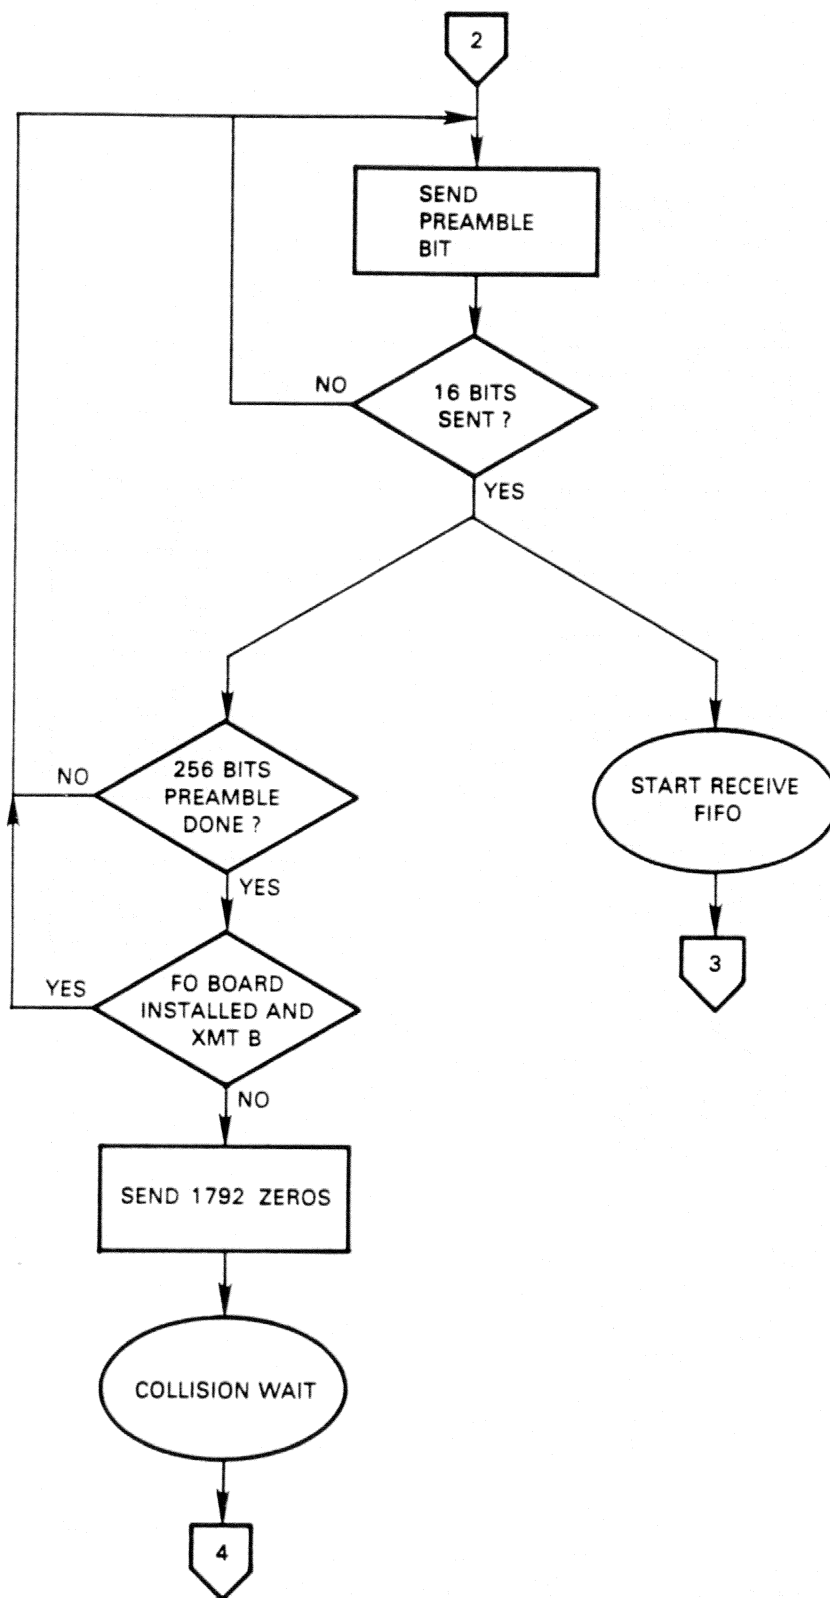 2
SEND
PREAMBLE
BIT
NO
16 BITS
SENT ?
YES
NO
256 BITS
PREAMBLE
DONE ?
START RECEIVE
FIFO
YES
3
YES
FO BOARD
INSTALLED AND
XMT B
NO
SEND 1792 ZEROS
COLLISION WAIT
4